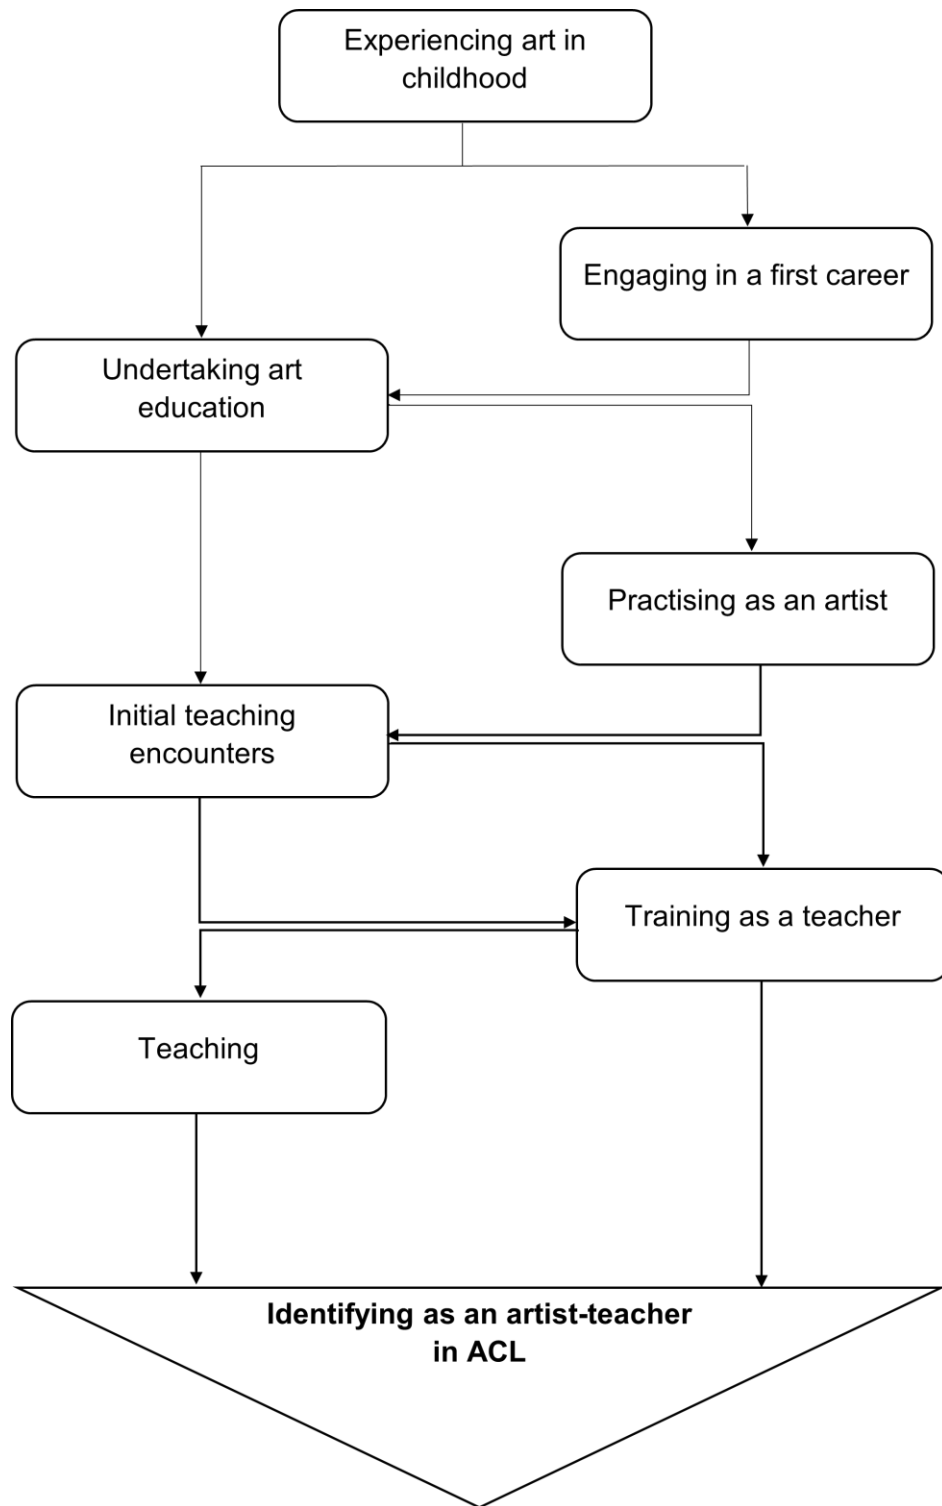 Experiencing art in
childhood
Engaging in a first career
Undertaking art
education
Practising as an artist
Initial teaching
encounters
Training as a teacher
Teaching
Identifying as an artist-teacher
in ACL